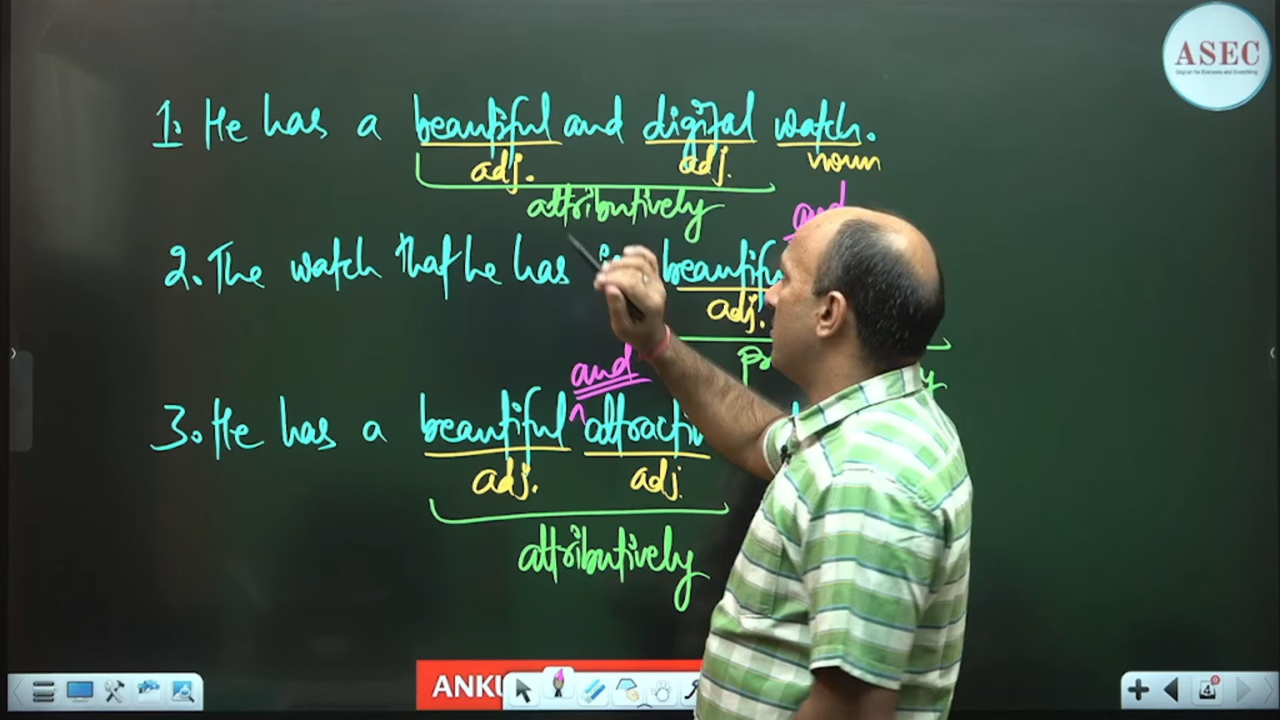 ASEC
1. He has a beautiful and digital watch.
adj. adj. noun
attributively
and
2. The watch that he has is beautiful
adj.
and
3. He has a beautiful attractive
adj. adj.
attributively
ANKU